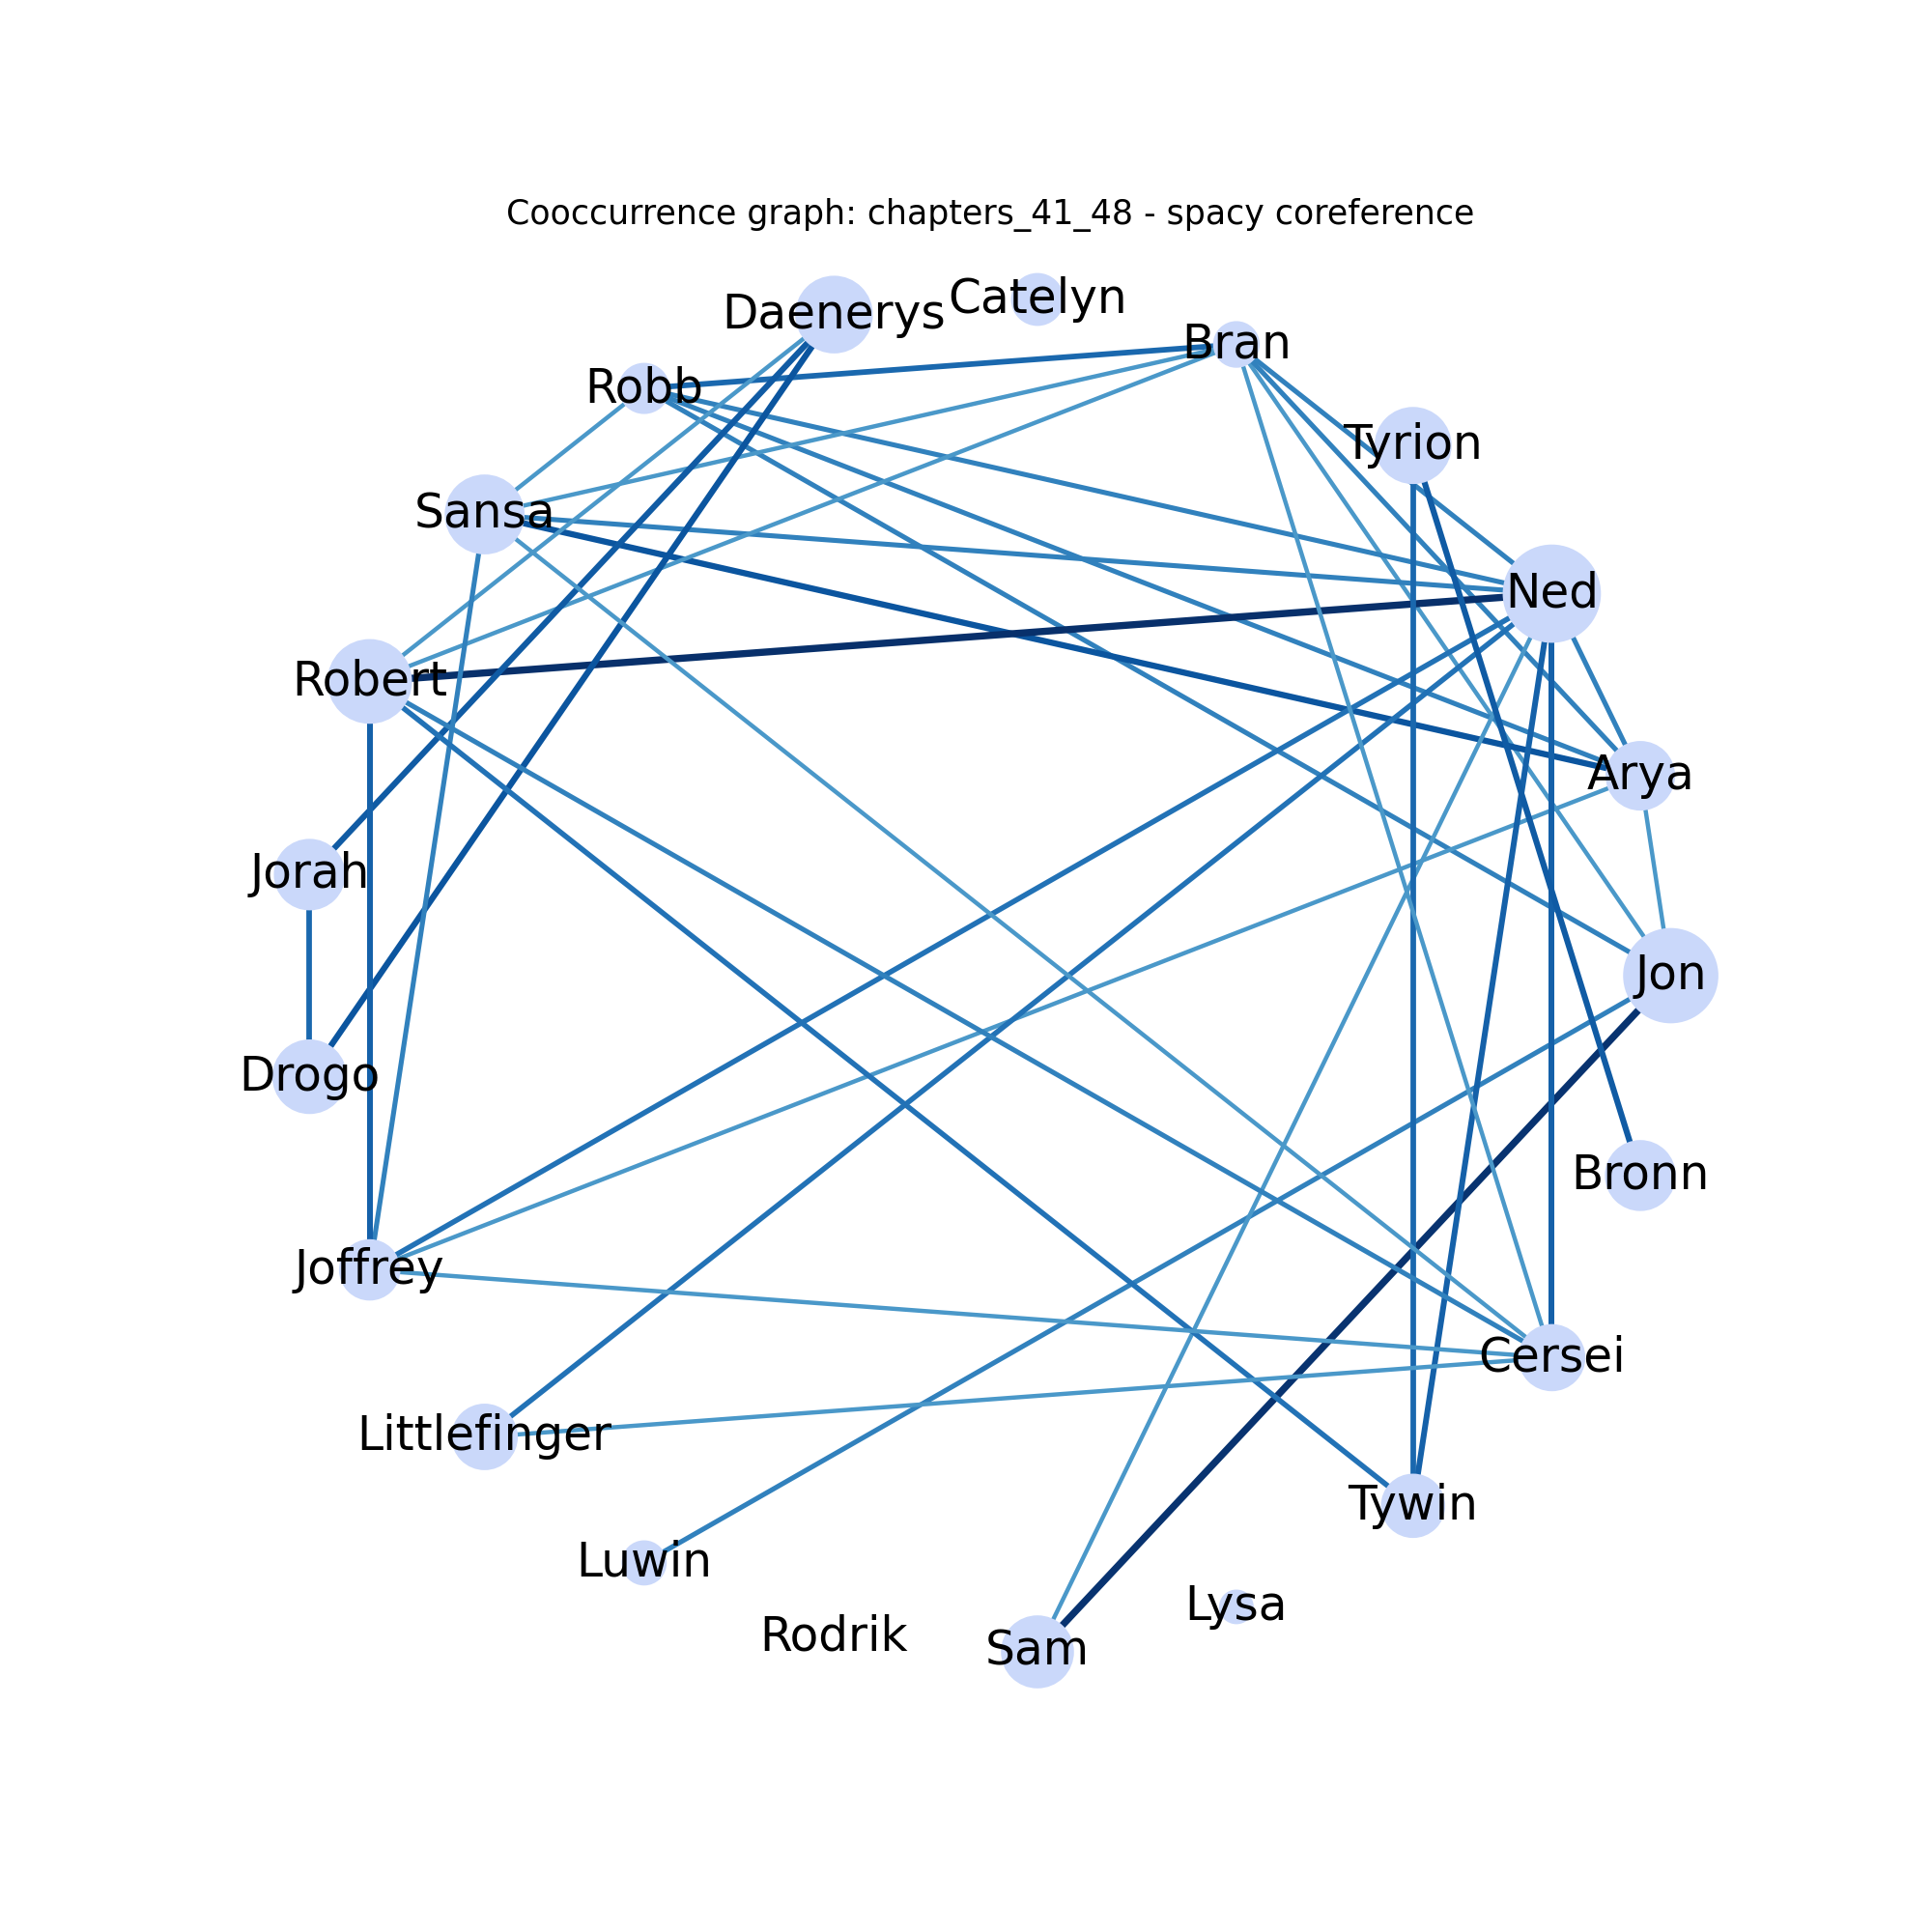 Cooccurrence graph: chapters_41_48 - spacy coreference
Catelyn
Daenerys
Bran
Robb
Tyrion
Sansa
Ned
Robert
Arya
Jorah
Jon
Drogo
Bronn
Joffrey
Cersei
Littlefinger
Tywin
Luwin
Lysa
Rodrik
Sam